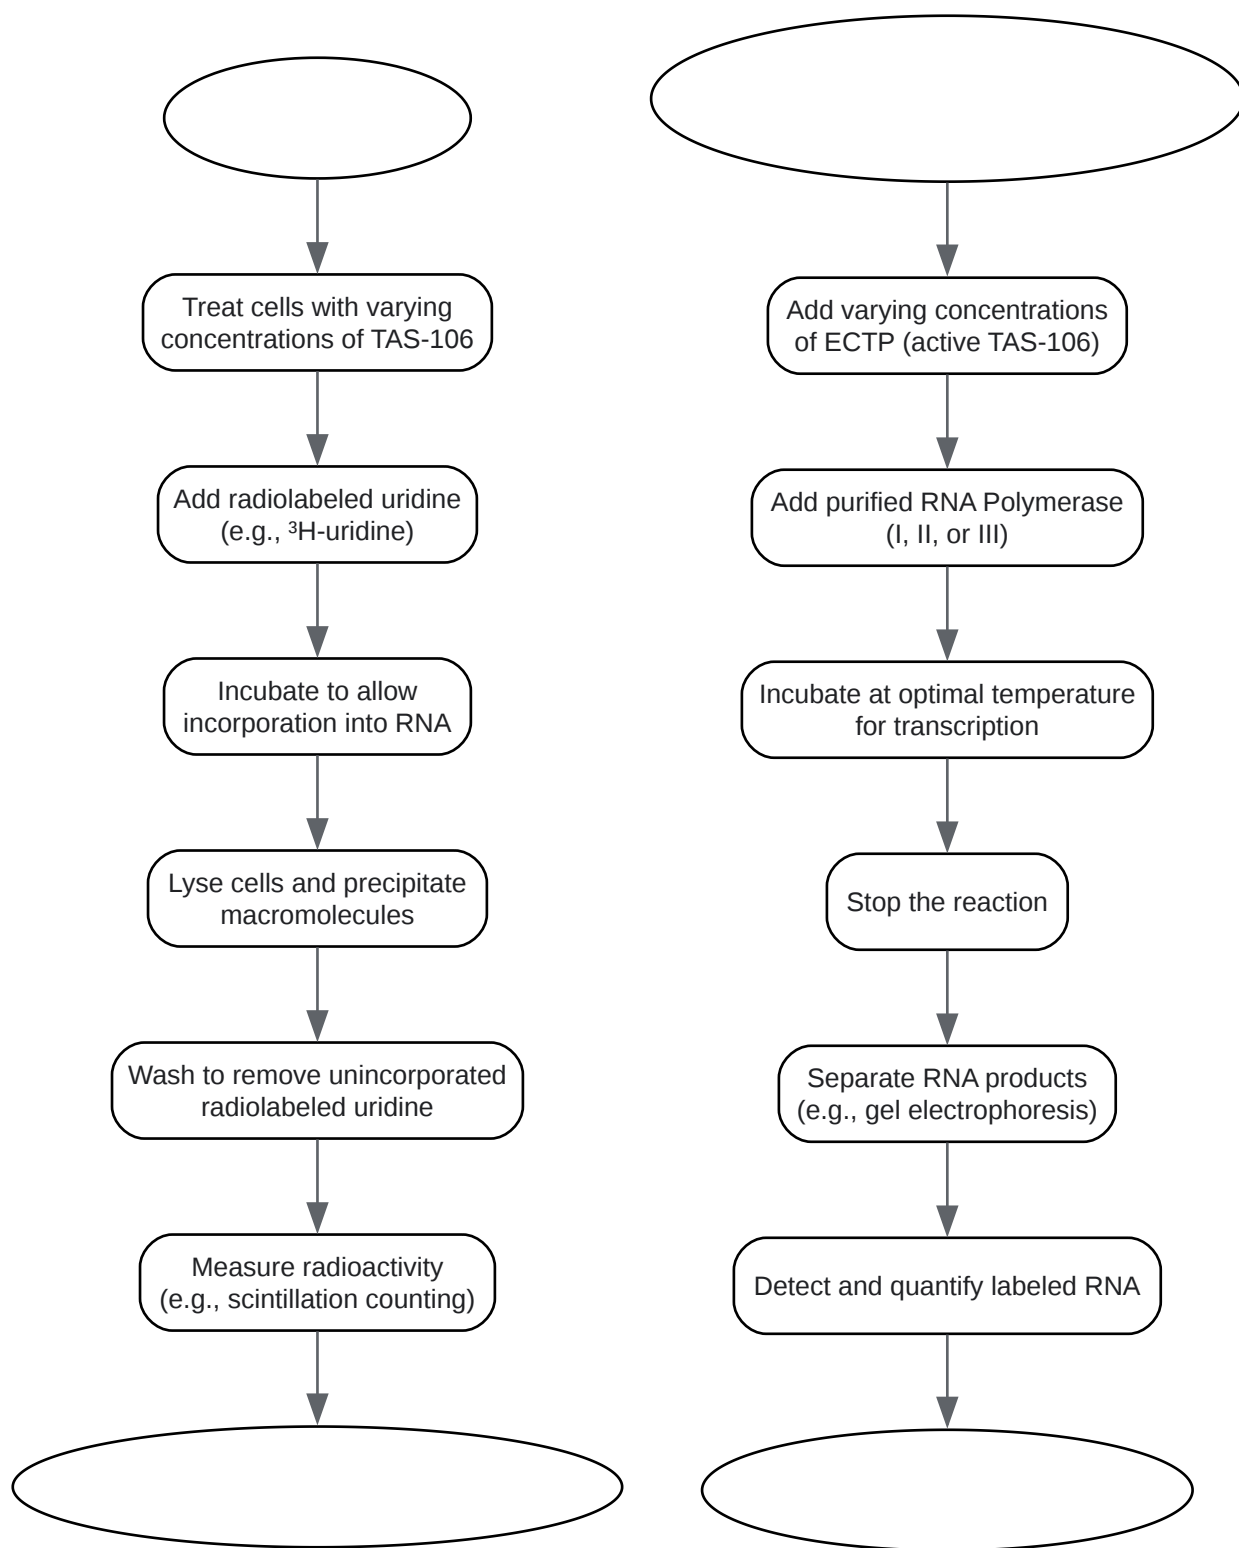 Treat cells with varying
concentrations of TAS-106
Add radiolabeled uridine
(e.g., ³H-uridine)
Incubate to allow
incorporation into RNA
Lyse cells and precipitate
macromolecules
Wash to remove unincorporated
radiolabeled uridine
Measure radioactivity
(e.g., scintillation counting)
Add varying concentrations
of ECTP (active TAS-106)
Add purified RNA Polymerase
(I, II, or III)
Incubate at optimal temperature
for transcription
Stop the reaction
Separate RNA products
(e.g., gel electrophoresis)
Detect and quantify labeled RNA